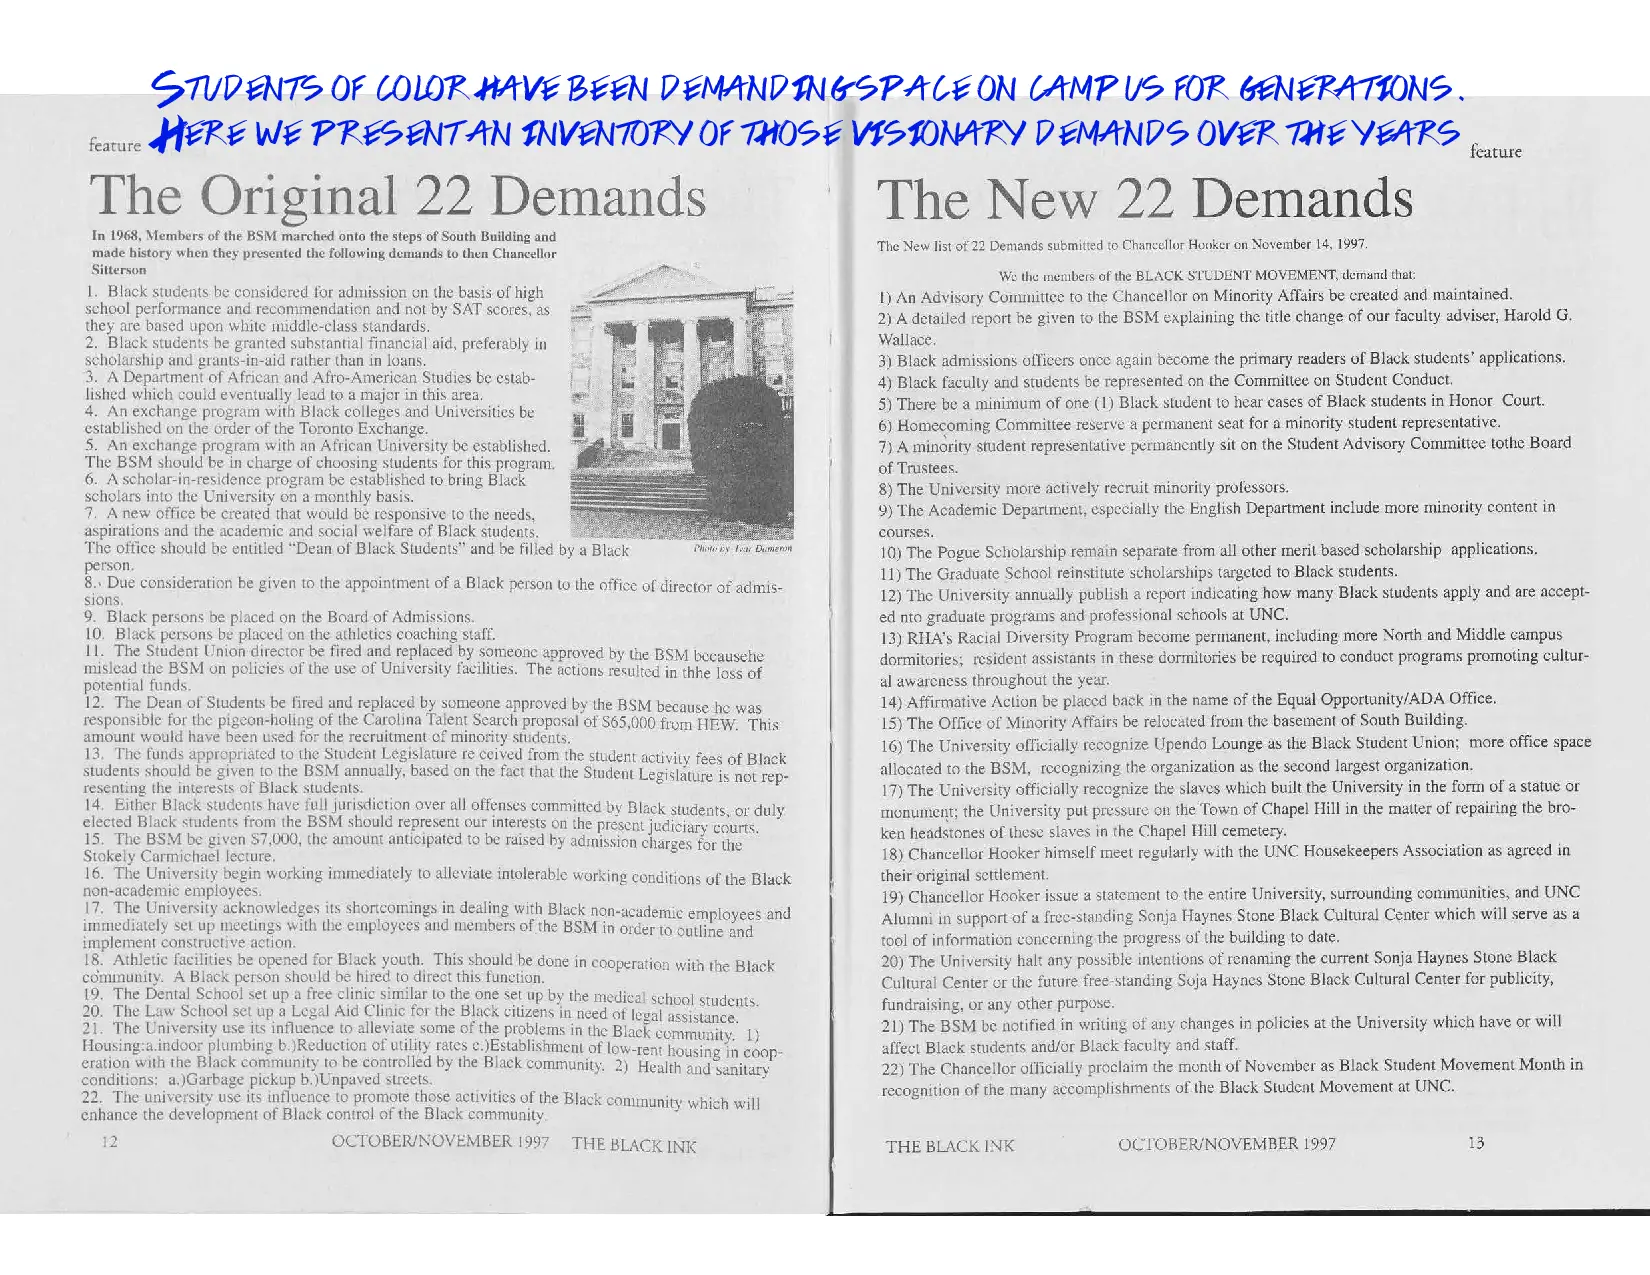 STUDENTS OF COLOR HAVE BEEN DEMANDING SPACE ON CAMPUS FOR GENERATIONS.
HERE WE PRESENT AN INVENTORY OF THOSE VISIONARY DEMANDS OVER THE YEARS
feature
The Original 22 Demands
In 1968, Members of the BSM marched onto the steps of South Building and
made history when they presented the following demands to then Chancellor
Sitterson
1. Black students be considered for admission on the basis of high
school performance and recommendation and not by SAT scores, as
they are based upon white middle-class standards.
2. Black students be granted substantial financial aid, preferably in
scholarship and grants-in-aid rather than in loans.
3. A Department of African and Afro-American Studies be estab-
lished which could eventually lead to a major in this area.
4. An exchange program with Black colleges and Universities be
established on the order of the Toronto Exchange.
5. An exchange program with an African University be established.
The BSM should be in charge of choosing students for this program.
6. A scholar-in-residence program be established to bring Black
scholars into the University on a monthly basis.
7. A new office be created that would be responsive to the needs,
aspirations and the academic and social welfare of Black students.
The office should be entitled "Dean of Black Students" and be filled by a Black
person.
Photo by
8. Due consideration be given to the appointment of a Black person to the office of director of admis-
sions.
9. Black persons be placed on the Board of Admissions.
10. Black persons be placed on the athletics coaching staff.
11. The Student Union director be fired and replaced by someone approved by the BSM becausehe
mislead the BSM on policies of the use of University facilities. The actions resulted in thhe loss of
potential funds.
12. The Dean of Students be fired and replaced by someone approved by the BSM because he was
responsible for the pigeon-holing of the Carolina Talent Search proposal of $65,000 from HEW. This
amount would have been used for the recruitment of minority students.
13. The funds appropriated to the Student Legislature re ceived from the student activity fees of Black
students should be given to the BSM annually, based on the fact that the Student Legislature is not rep-
resenting the interests of Black students.
14. Either Black students have full jurisdiction over all offenses committed by Black students, or duly
elected Black students from the BSM should represent our interests on the present judiciary courts.
15. The BSM be given $7,000, the amount anticipated to be raised by admission charges for the
Stokely Carmichael lecture.
16. The University begin working immediately to alleviate intolerable working conditions of the Black
non-academic employees.
17. The University acknowledges its shortcomings in dealing with Black non-academic employees and
immediately set up meetings with the employees and members of the BSM in order to outline and
implement constructive action.
18. Athletic facilities be opened for Black youth. This should be done in cooperation with the Black
community. A Black person should be hired to direct this function.
19. The Dental School set up a free clinic similar to the one set up by the medical school students.
20. The Law School set up a Legal Aid Clinic for the Black citizens in need of legal assistance.
21. The University use its influence to alleviate some of the problems in the Black community. 1)
Housing:a.indoor plumbing b.)Reduction of utility rates c.)Establishment of low-rent housing in coop-
eration with the Black community to be controlled by the Black community. 2) Health and sanitary
conditions: a.)Garbage pickup b.)Unpaved streets.
22. The university use its influence to promote those activities of the Black community which will
enhance the development of Black control of the Black community.
12 OCTOBER/NOVEMBER 1997 THE BLACK INK
feature
The New 22 Demands
The New list of 22 Demands submitted to Chancellor Hooker on November 14, 1997.
We the members of the BLACK STUDENT MOVEMENT, demand that:
1) An Advisory Committee to the Chancellor on Minority Affairs be created and maintained.
2) A detailed report be given to the BSM explaining the title change of our faculty adviser, Harold G.
Wallace.
3) Black admissions officers once again become the primary readers of Black students' applications.
4) Black faculty and students be represented on the Committee on Student Conduct.
5) There be a minimum of one (1) Black student to hear cases of Black students in Honor Court.
6) Homecoming Committee reserve a permanent seat for a minority student representative.
7) A minority student representative permanently sit on the Student Advisory Committee tothe Board
of Trustees.
8) The University more actively recruit minority professors.
9) The Academic Department, especially the English Department include more minority content in
courses.
10) The Pogue Scholarship remain separate from all other merit based scholarship applications.
11) The Graduate School reinstitute scholarships targeted to Black students.
12) The University annually publish a report indicating how many Black students apply and are accept-
ed nto graduate programs and professional schools at UNC.
13) RHA's Racial Diversity Program become permanent, including more North and Middle campus
dormitories; resident assistants in these dormitories be required to conduct programs promoting cultur-
al awareness throughout the year.
14) Affirmative Action be placed back in the name of the Equal Opportunity/ADA Office.
15) The Office of Minority Affairs be relocated from the basement of South Building.
16) The University officially recognize Upendo Lounge as the Black Student Union; more office space
allocated to the BSM, recognizing the organization as the second largest organization.
17) The University officially recognize the slaves which built the University in the form of a statue or
monument; the University put pressure on the Town of Chapel Hill in the matter of repairing the bro-
ken headstones of these slaves in the Chapel Hill cemetery.
18) Chancellor Hooker himself meet regularly with the UNC Housekeepers Association as agreed in
their original settlement.
19) Chancellor Hooker issue a statement to the entire University, surrounding communities, and UNC
Alumni in support of a free-standing Sonja Haynes Stone Black Cultural Center which will serve as a
tool of information concerning the progress of the building to date.
20) The University halt any possible intentions of renaming the current Sonja Haynes Stone Black
Cultural Center or the future free-standing Soja Haynes Stone Black Cultural Center for publicity,
fundraising, or any other purpose.
21) The BSM be notified in writing of any changes in policies at the University which have or will
affect Black students and/or Black faculty and staff.
22) The Chancellor officially proclaim the month of November as Black Student Movement Month in
recognition of the many accomplishments of the Black Student Movement at UNC.
THE BLACK INK OCTOBER/NOVEMBER 1997 13